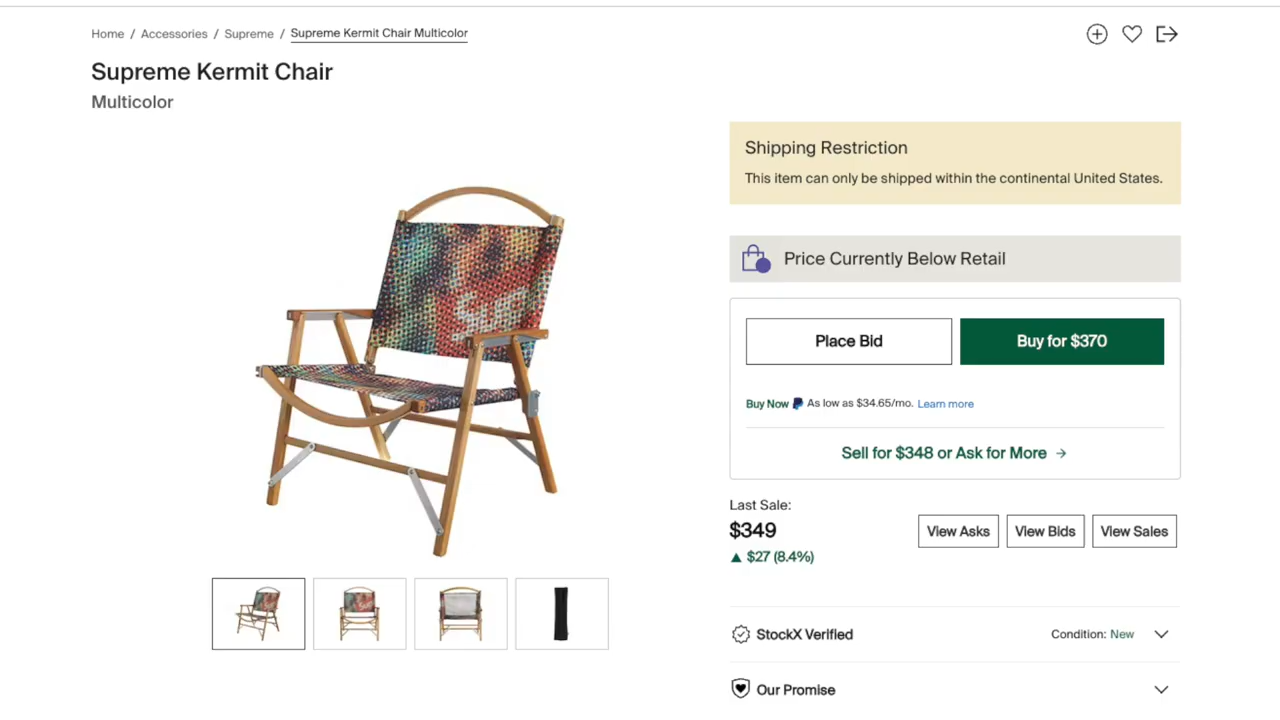 Home / Accessories / Supreme / Supreme Kermit Chair Multicolor
Supreme Kermit Chair
Multicolor
Shipping Restriction
This item can only be shipped within the continental United States.
Price Currently Below Retail
Place Bid
Buy for $370
Buy Now As low as $34.65/mo. Learn more
Sell for $348 or Ask for More →
Last Sale:
$349
▲ $27 (8.4%)
View Asks
View Bids
View Sales
StockX Verified
Condition: New
Our Promise